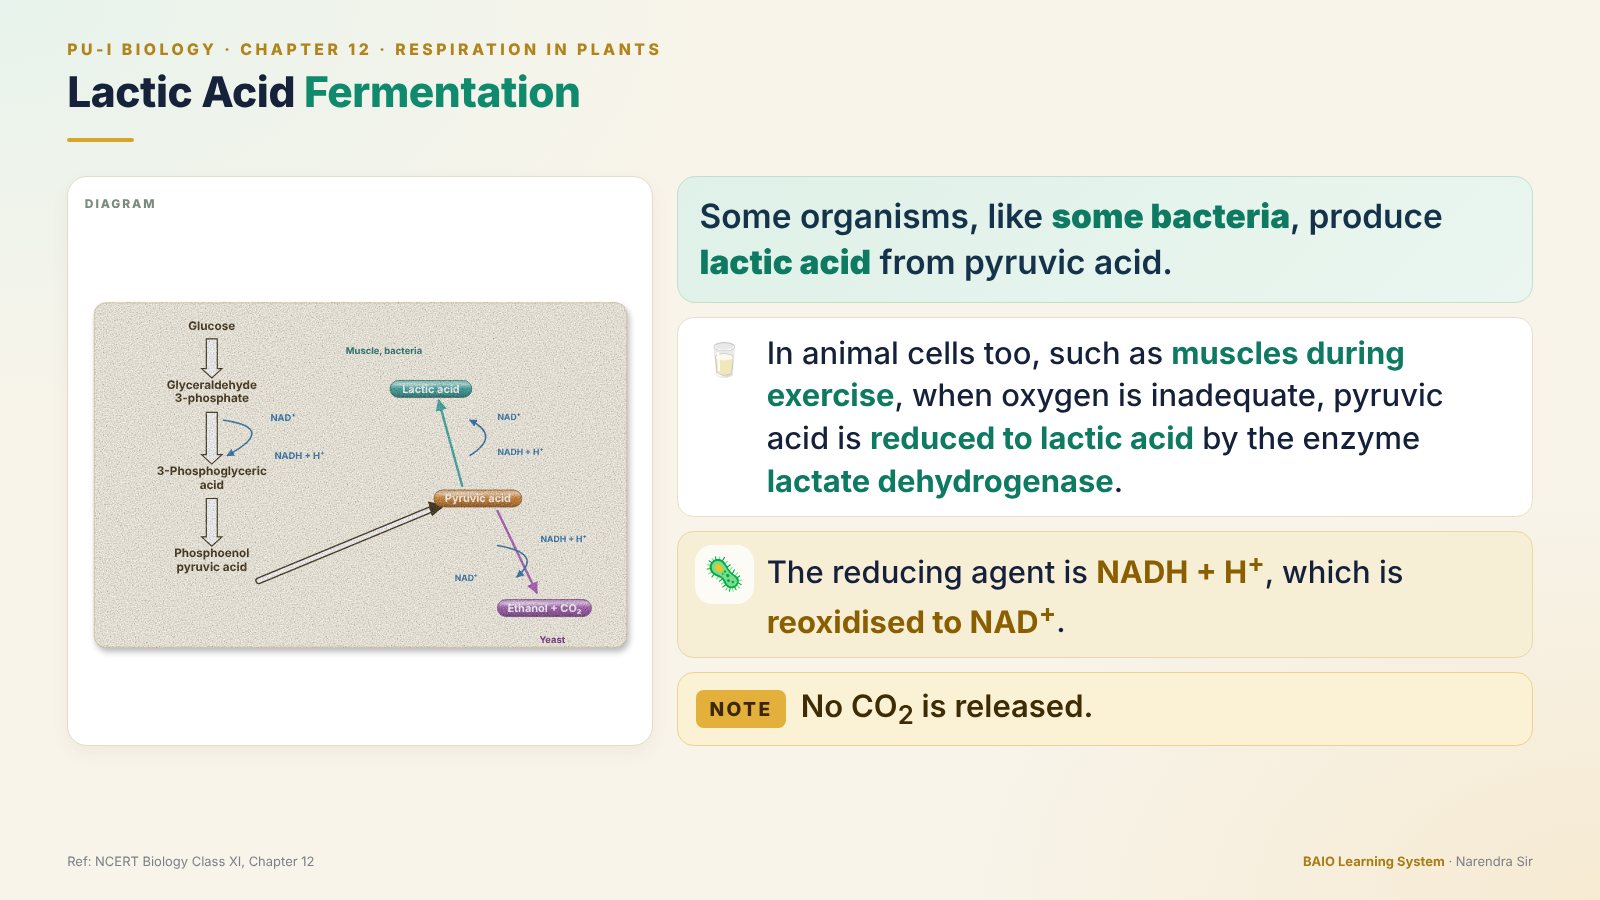 PU-I BIOLOGY · CHAPTER 12 · RESPIRATION IN PLANTS
Lactic Acid Fermentation
DIAGRAM
Glucose
Glyceraldehyde
3-phosphate
NAD⁺
NADH + H⁺
3-Phosphoglyceric
acid
Phosphoenol
pyruvic acid
Muscle, bacteria
Lactic acid
NAD⁺
NADH + H⁺
Pyruvic acid
NADH + H⁺
NAD⁺
Ethanol + CO₂
Yeast
Some organisms, like some bacteria, produce
lactic acid from pyruvic acid.
In animal cells too, such as muscles during
exercise, when oxygen is inadequate, pyruvic
acid is reduced to lactic acid by the enzyme
lactate dehydrogenase.
The reducing agent is NADH + H⁺, which is
reoxidised to NAD⁺.
NOTE No CO₂ is released.
Ref: NCERT Biology Class XI, Chapter 12
BAIO Learning System · Narendra Sir